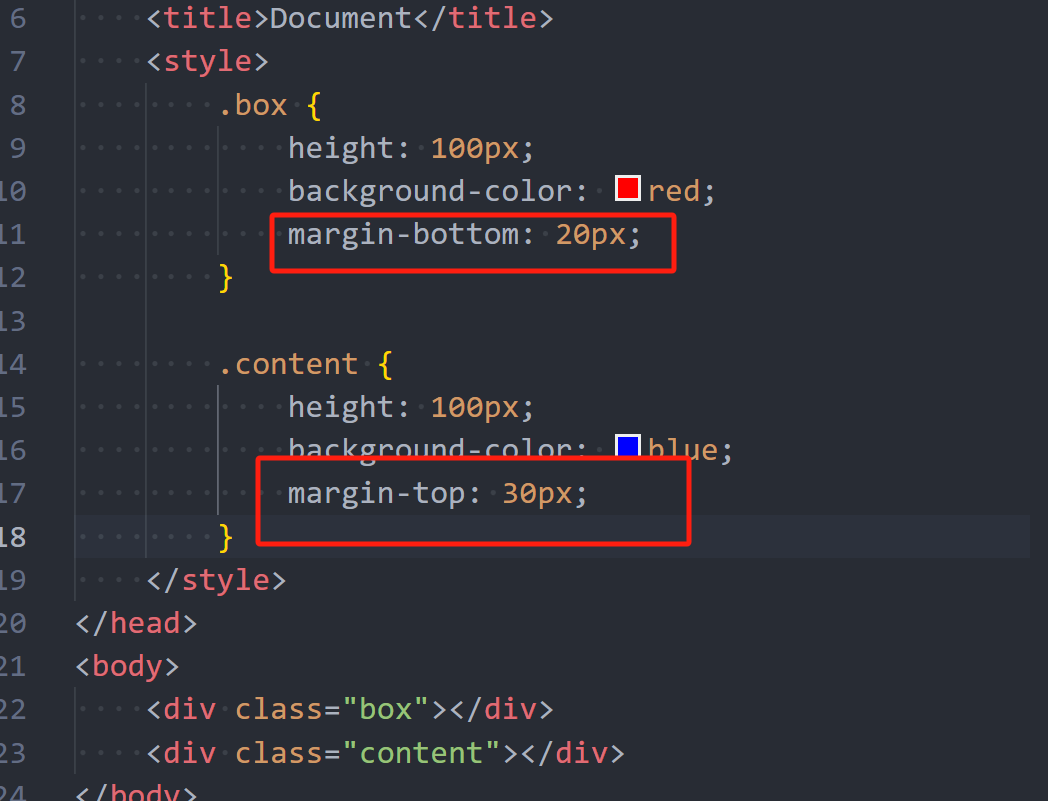 6 <title>Document</title>
7 <style>
8 .box {
9 height: 100px;
10 background-color: red;
11 margin-bottom: 20px;
12 }
13
14 .content {
15 height: 100px;
16 background-color: blue;
17 margin-top: 30px;
18 }
19 </style>
20 </head>
21 <body>
22 <div class="box"></div>
23 <div class="content"></div>
24 </body>